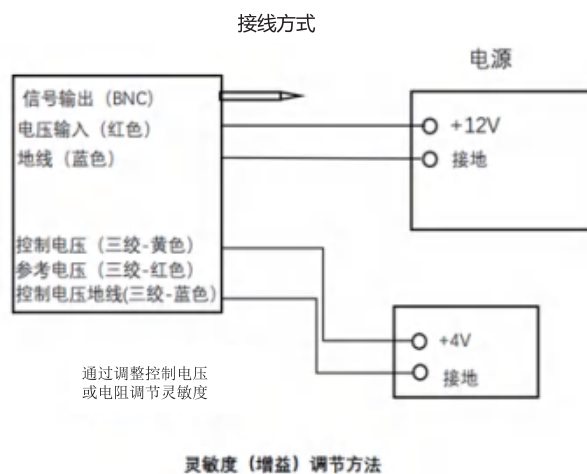 接线方式
电源
信号输出（BNC）
电压输入（红色）
地线（蓝色）
+12V
接地
控制电压（三绞-黄色）
参考电压（三绞-红色）
控制电压地线(三绞-蓝色）
+4V
接地
通过调整控制电压
或电阻调节灵敏度
灵敏度（增益）调节方法